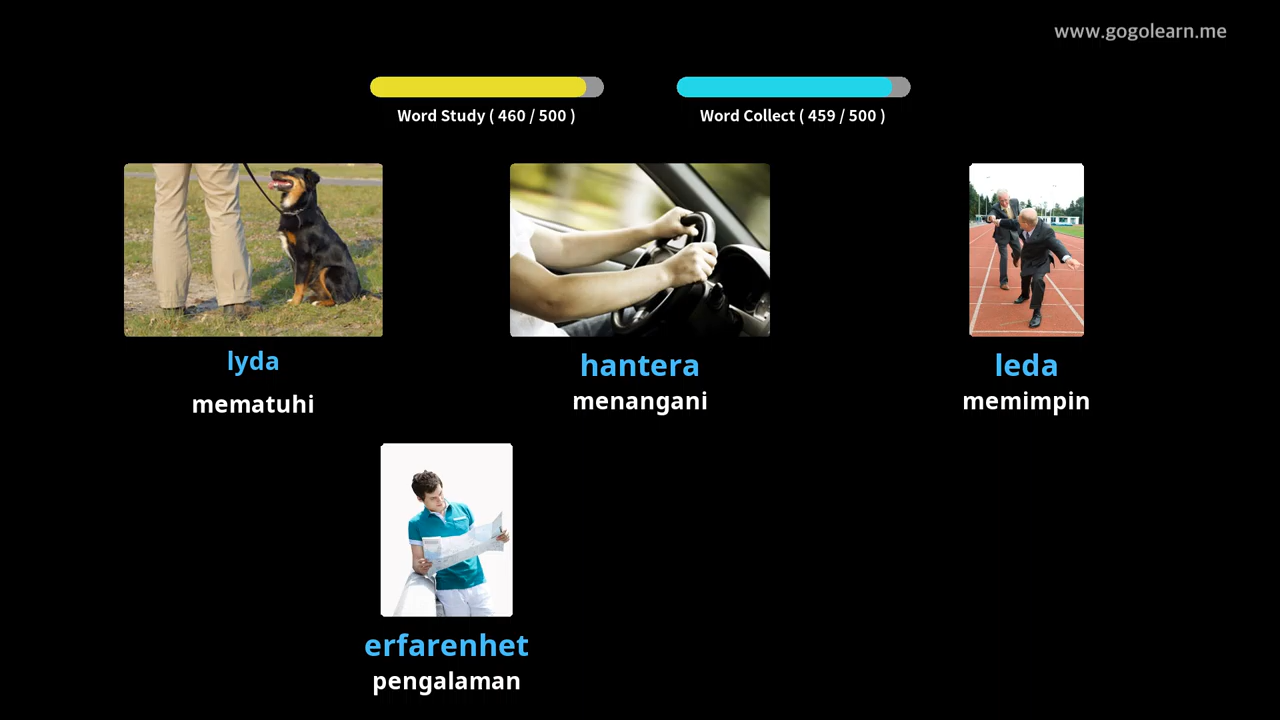 www.gogolearn.me
Word Study ( 460 / 500 )
Word Collect ( 459 / 500 )
lyda
mematuhi
hantera
menangani
leda
memimpin
erfarenhet
pengalaman